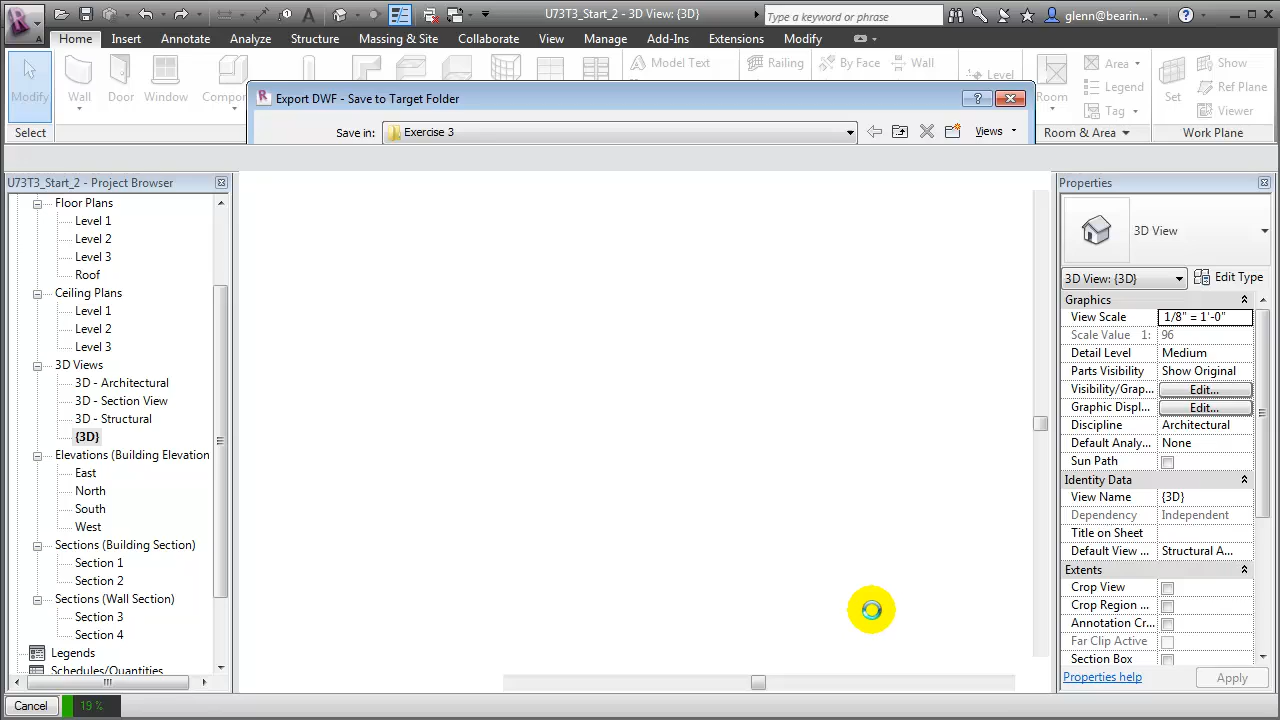 U73T3_Start_2 - 3D View: {3D}
Type a keyword or phrase
glenn@bearin...
Home Insert Annotate Analyze Structure Massing & Site Collaborate View Manage Add-Ins Extensions Modify
Modify
Wall
Door
Window
Compor
Model Text
Railing
By Face
Wall
Level
Room
Area
Legend
Tag
Set
Show
Ref Plane
Viewer
Select
Room & Area
Work Plane
Export DWF - Save to Target Folder
Save in:
Exercise 3
Views
U73T3_Start_2 - Project Browser
Floor Plans
Level 1
Level 2
Level 3
Roof
Ceiling Plans
Level 1
Level 2
Level 3
3D Views
3D - Architectural
3D - Section View
3D - Structural
{3D}
Elevations (Building Elevation
East
North
South
West
Sections (Building Section)
Section 1
Section 2
Sections (Wall Section)
Section 3
Section 4
Legends
Schedules/Quantities
Properties
3D View
3D View: {3D}
Edit Type
Graphics
View Scale 1/8" = 1'-0"
Scale Value 1: 96
Detail Level Medium
Parts Visibility Show Original
Visibility/Grap... Edit...
Graphic Displ... Edit...
Discipline Architectural
Default Analy... None
Sun Path
Identity Data
View Name {3D}
Dependency Independent
Title on Sheet
Default View ... Structural A...
Extents
Crop View
Crop Region ...
Annotation Cr...
Far Clip Active
Section Box
Properties help
Apply
Cancel
19 %